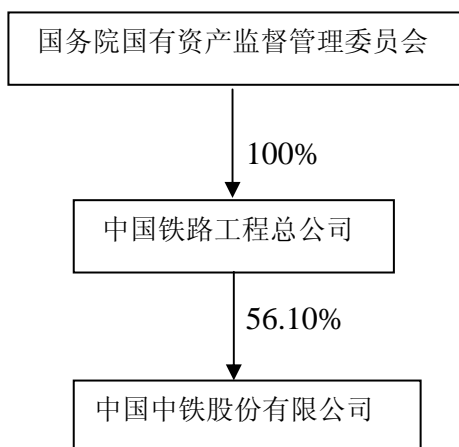 国务院国有资产监督管理委员会
100%
中国铁路工程总公司
56.10%
中国中铁股份有限公司